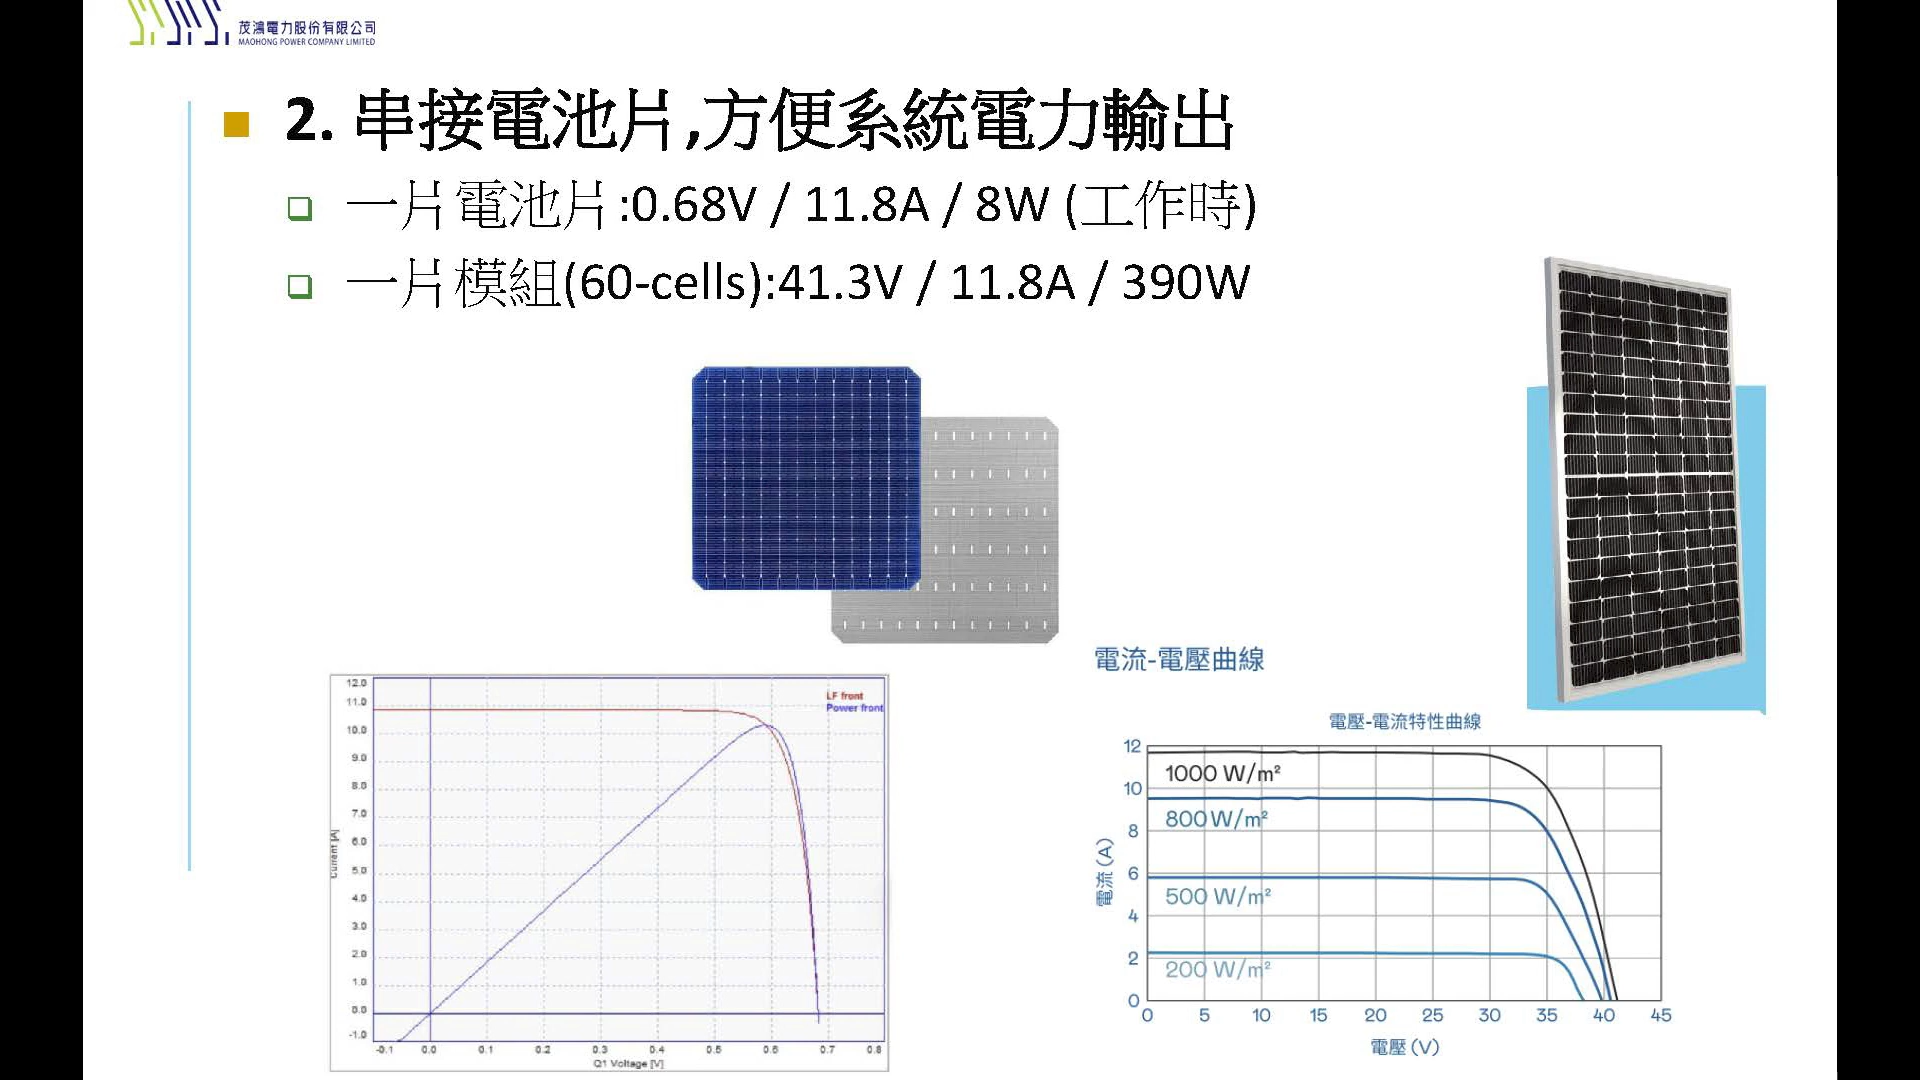 茂鴻電力股份有限公司
MAOHONG POWER COMPANY LIMITED
2. 串接電池片,方便系統電力輸出
一片電池片:0.68V / 11.8A / 8W (工作時)
一片模組(60-cells):41.3V / 11.8A / 390W
電流-電壓曲線
12.0
11.0
10.0
9.0
8.0
7.0
6.0
5.0
4.0
3.0
2.0
1.0
0.0
-1.0
Current [A]
LF front
Power front
-0.1 0.0 0.1 0.2 0.3 0.4 0.5 0.6 0.7 0.8
Q1 Voltage [V]
電壓-電流特性曲線
12
10
8
6
4
2
0
電流 (A)
1000 W/m²
800 W/m²
500 W/m²
200 W/m²
0 5 10 15 20 25 30 35 40 45
電壓 (V)